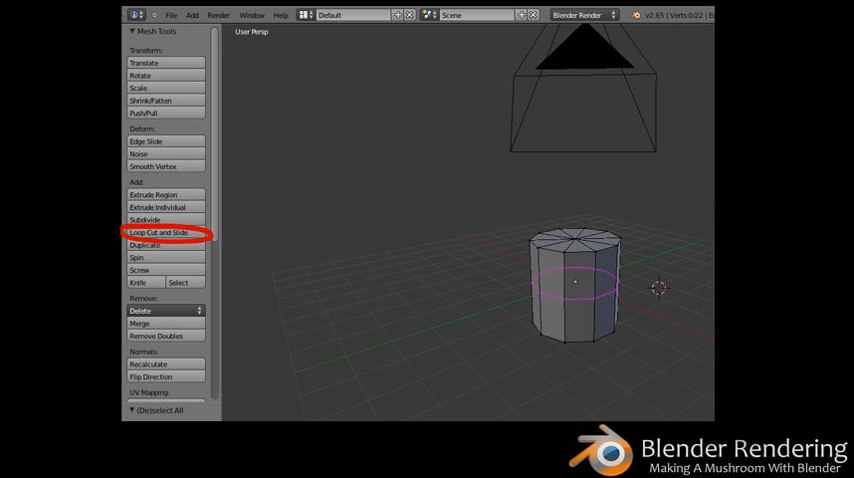 File Add Render Window Help Default Scene Blender Render v2.65 | Verts:0/22 | E
Mesh Tools
User Persp
Transform:
Translate
Rotate
Scale
Shrink/Fatten
Push/Pull
Deform:
Edge Slide
Noise
Smooth Vertex
Add:
Extrude Region
Extrude Individual
Subdivide
Loop Cut and Slide
Duplicate
Spin
Screw
Knife Select
Remove:
Delete
Merge
Remove Doubles
Normals:
Recalculate
Flip Direction
UV Mapping:
(De)select All
Blender Rendering
Making A Mushroom With Blender